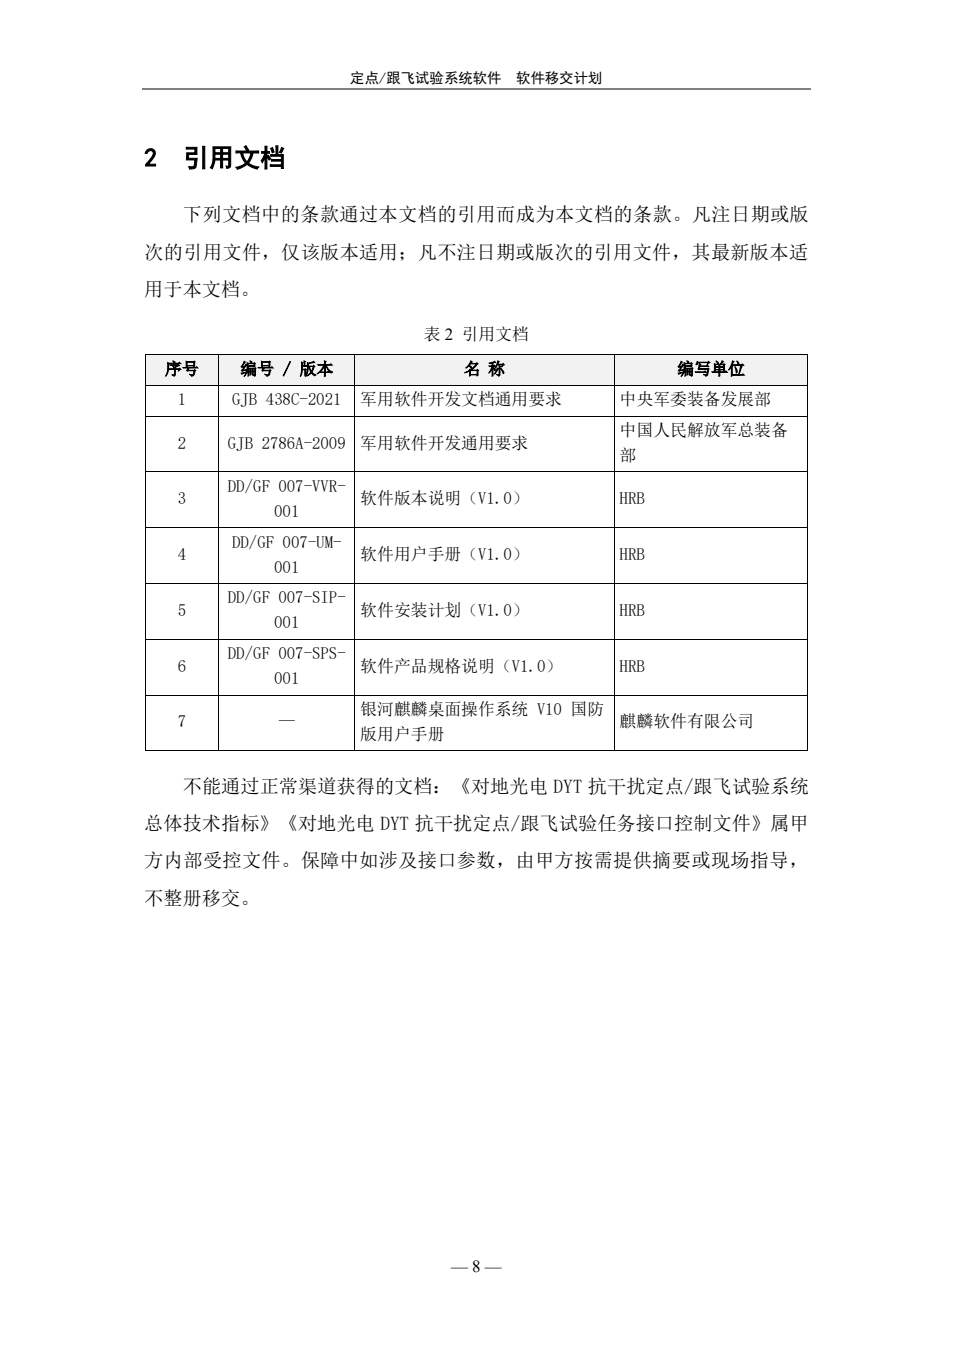 定点/跟飞试验系统软件　软件移交计划
2　引用文档
下列文档中的条款通过本文档的引用而成为本文档的条款。凡注日期或版
次的引用文件，仅该版本适用；凡不注日期或版次的引用文件，其最新版本适
用于本文档。
表 2 引用文档
序号 编号 / 版本 名 称 编写单位
1 GJB 438C-2021 军用软件开发文档通用要求 中央军委装备发展部
2 GJB 2786A-2009 军用软件开发通用要求 中国人民解放军总装备
部
3 DD/GF 007-VVR-
001 软件版本说明（V1.0） HRB
4 DD/GF 007-UM-
001 软件用户手册（V1.0） HRB
5 DD/GF 007-SIP-
001 软件安装计划（V1.0） HRB
6 DD/GF 007-SPS-
001 软件产品规格说明（V1.0） HRB
7 — 银河麒麟桌面操作系统 V10 国防
版用户手册 麒麟软件有限公司
不能通过正常渠道获得的文档：《对地光电 DYT 抗干扰定点/跟飞试验系统
总体技术指标》《对地光电 DYT 抗干扰定点/跟飞试验任务接口控制文件》属甲
方内部受控文件。保障中如涉及接口参数，由甲方按需提供摘要或现场指导，
不整册移交。
— 8 —